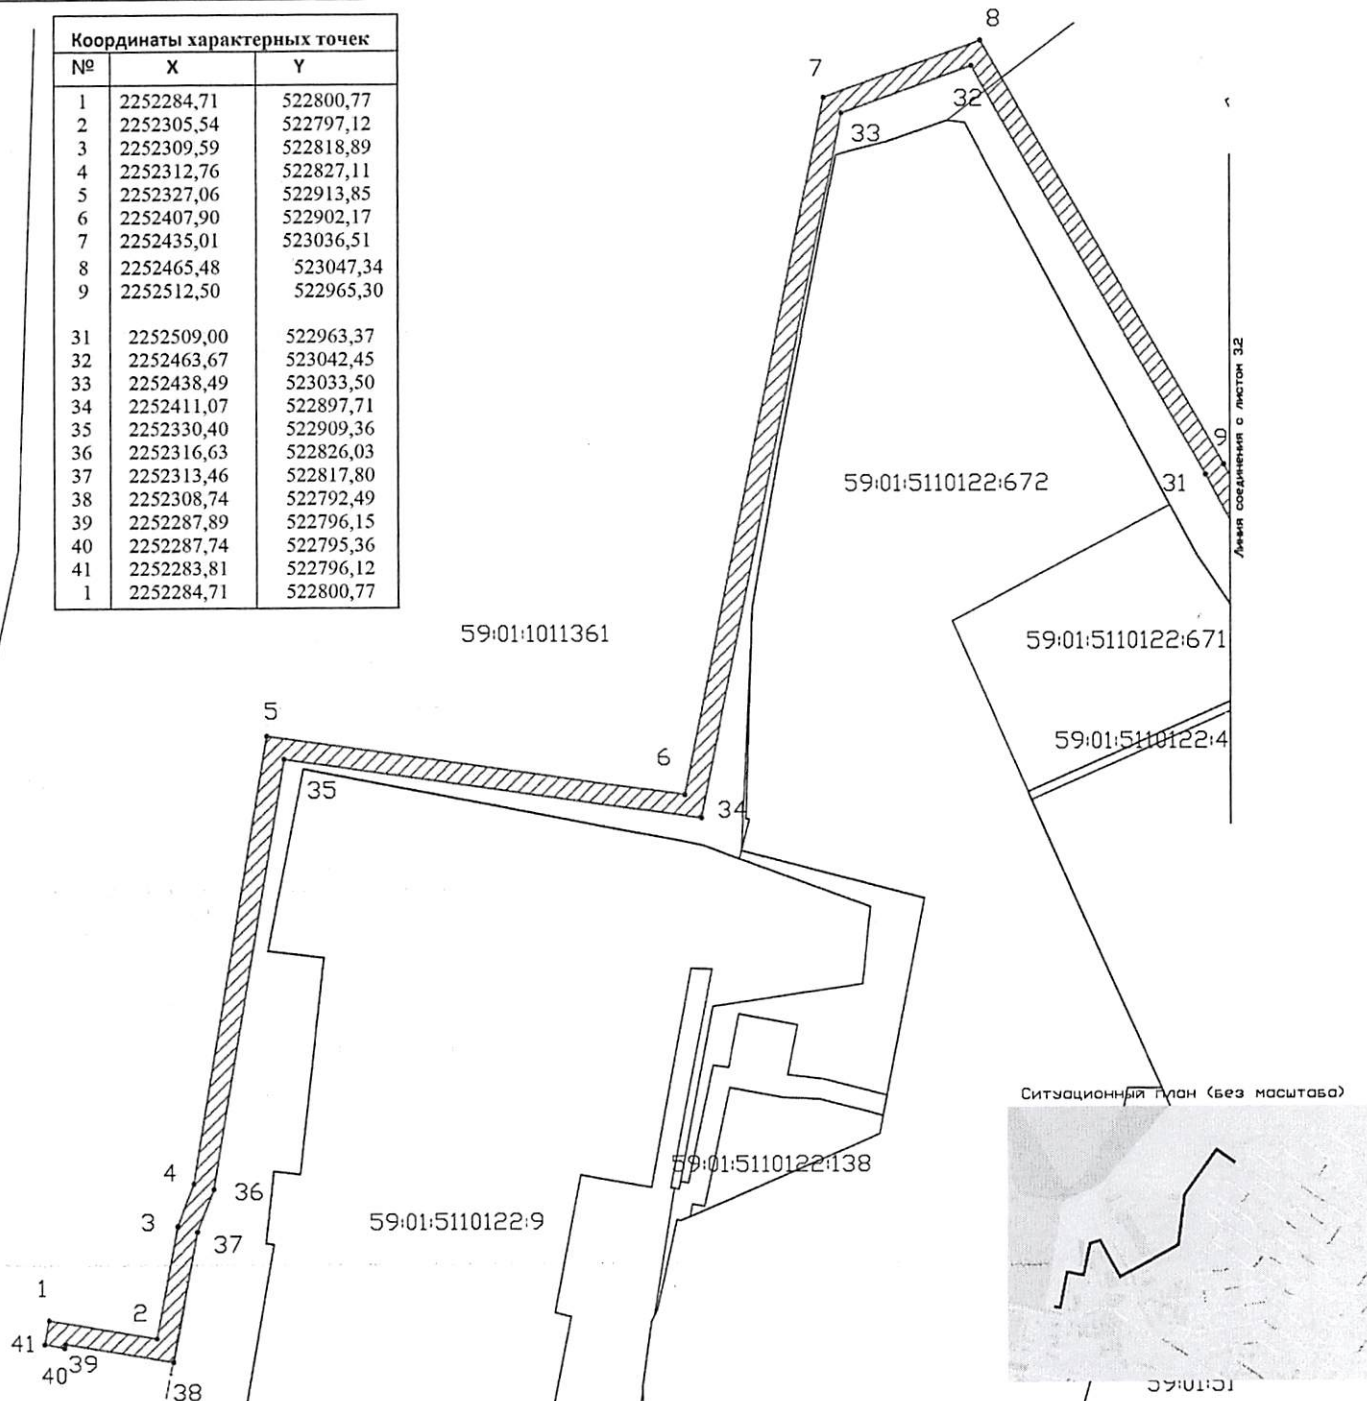 Координаты характерных точек
№ X Y
1 2252284,71 522800,77
2 2252305,54 522797,12
3 2252309,59 522818,89
4 2252312,76 522827,11
5 2252327,06 522913,85
6 2252407,90 522902,17
7 2252435,01 523036,51
8 2252465,48 523047,34
9 2252512,50 522965,30
31 2252509,00 522963,37
32 2252463,67 523042,45
33 2252438,49 523033,50
34 2252411,07 522897,71
35 2252330,40 522909,36
36 2252316,63 522826,03
37 2252313,46 522817,80
38 2252308,74 522792,49
39 2252287,89 522796,15
40 2252287,74 522795,36
41 2252283,81 522796,12
1 2252284,71 522800,77
8
7
32
33
9
31
Линия соединения с листом 3.2
59:01:5110122:672
59:01:1011361
59:01:5110122:671
59:01:5110122:4
5
6
35
34
4
36
3
37
59:01:5110122:138
59:01:5110122:9
1
2
41
39
40
38
Ситуационный план (без масштаба)
59:01:51